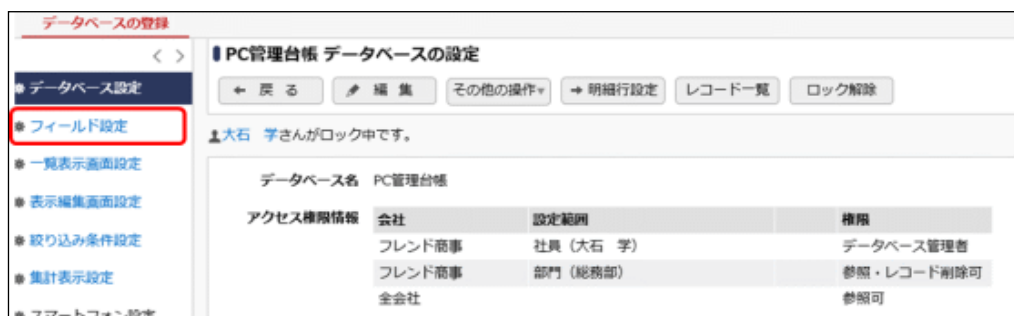 データベースの登録
< >
データベース設定
フィールド設定
一覧表示画面設定
表示編集画面設定
絞り込み条件設定
集計表示設定
スマートフォン設定
PC管理台帳 データベースの設定
← 戻 る 編 集 その他の操作▾ → 明細行設定 レコード一覧 ロック解除
大石 学さんがロック中です。
データベース名 PC管理台帳
アクセス権限情報 会社 設定範囲 権限
フレンド商事 社員（大石 学） データベース管理者
フレンド商事 部門（総務部） 参照・レコード削除可
全会社 参照可